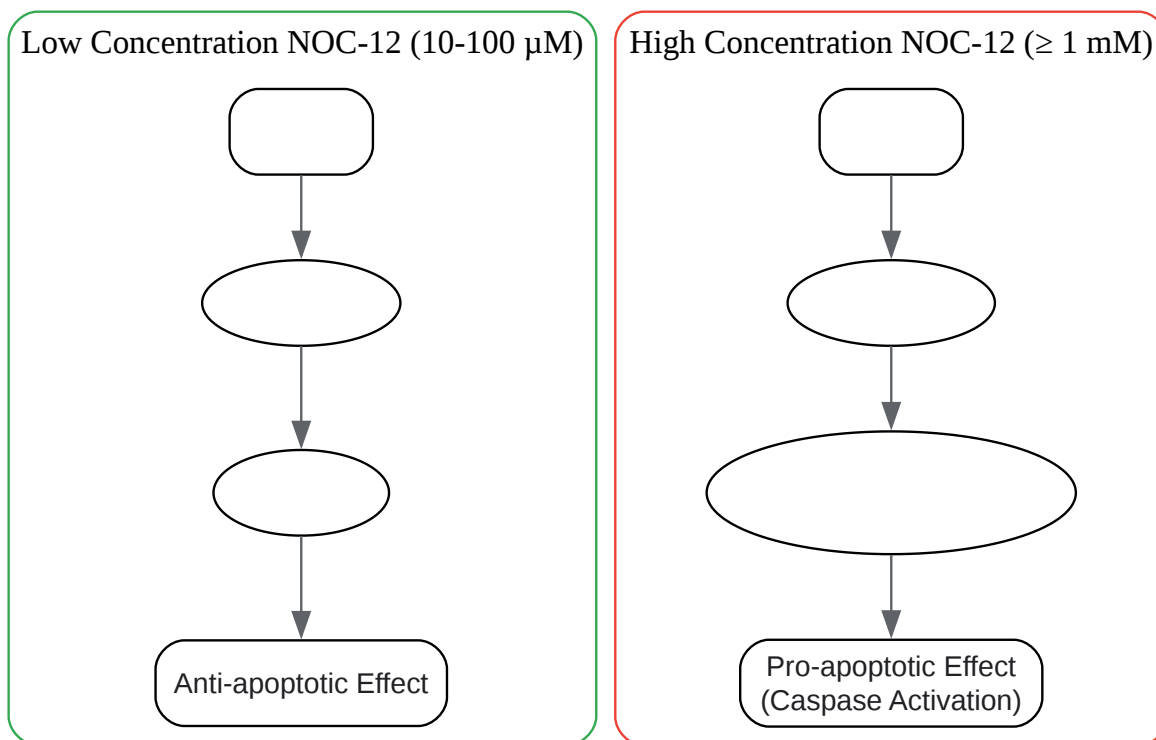 Low Concentration NOC-12 (10-100 µM)
High Concentration NOC-12 (≥ 1 mM)
Anti-apoptotic Effect
Pro-apoptotic Effect
(Caspase Activation)